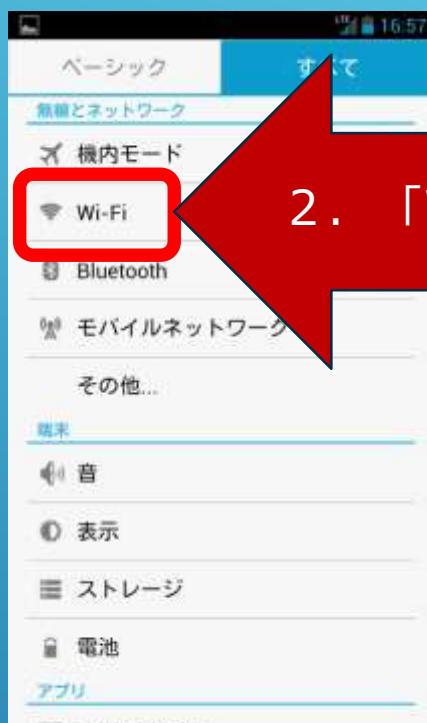 16:57
ベーシック
すべて
無線とネットワーク
機内モード
Wi-Fi
2. 「
Bluetooth
モバイルネットワーク
その他...
端末
音
表示
ストレージ
電池
アプリ